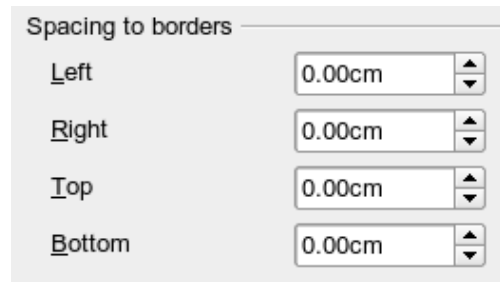 Spacing to borders
Left 0.00cm
Right 0.00cm
Top 0.00cm
Bottom 0.00cm